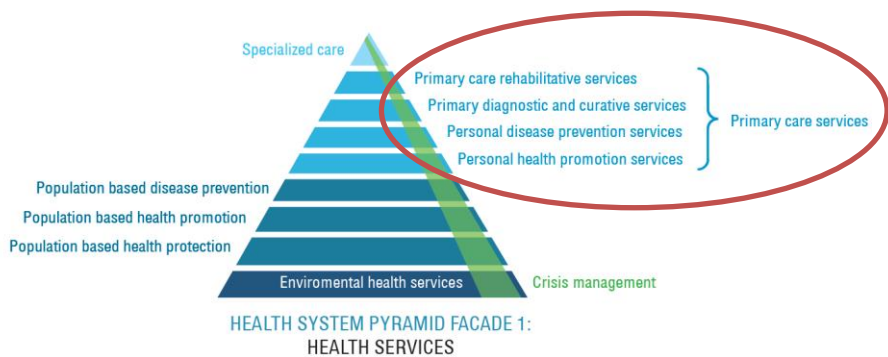 Specialized care
Primary care rehabilitative services
Primary diagnostic and curative services
Primary care services
Personal disease prevention services
Personal health promotion services
Population based disease prevention
Population based health promotion
Population based health protection
Enviromental health services
Crisis management
HEALTH SYSTEM PYRAMID FACADE 1:
HEALTH SERVICES